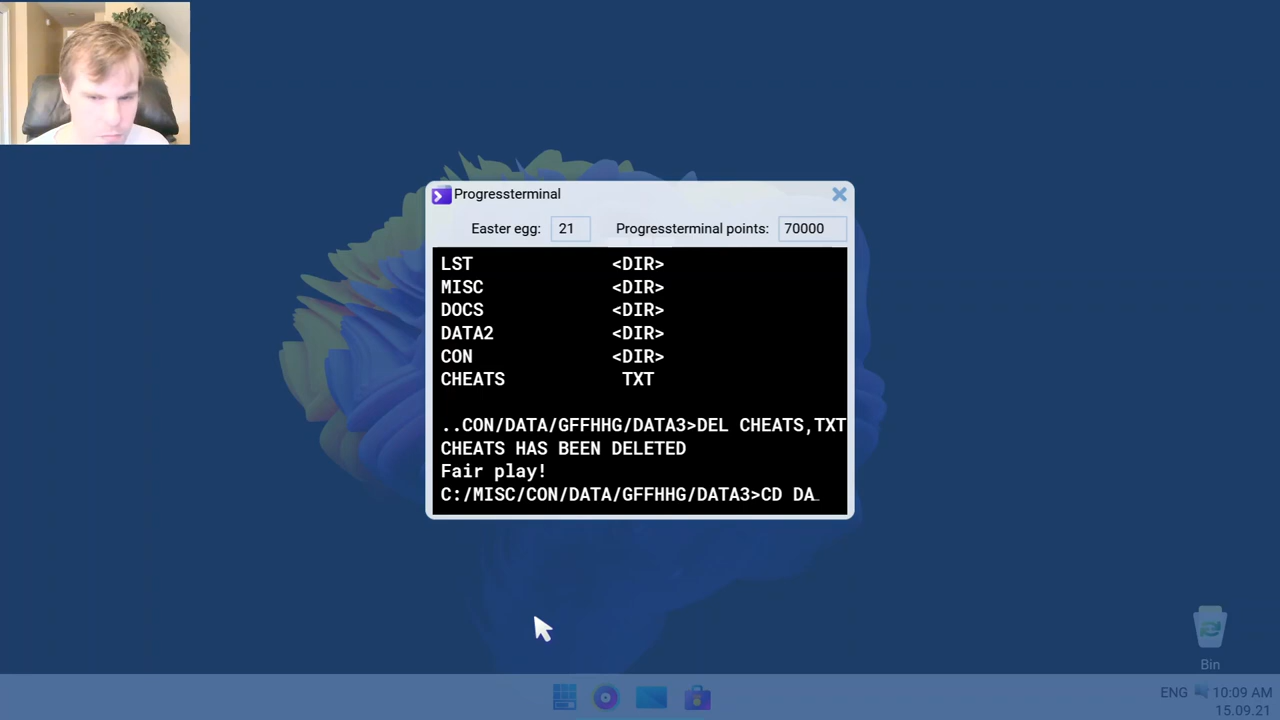 Progressterminal
Easter egg: 21 Progressterminal points: 70000
LST <DIR>
MISC <DIR>
DOCS <DIR>
DATA2 <DIR>
CON <DIR>
CHEATS TXT
..CON/DATA/GFFHHG/DATA3>DEL CHEATS,TXT
CHEATS HAS BEEN DELETED
Fair play!
C:/MISC/CON/DATA/GFFHHG/DATA3>CD DA_
Bin
ENG 10:09 AM
15.09.21